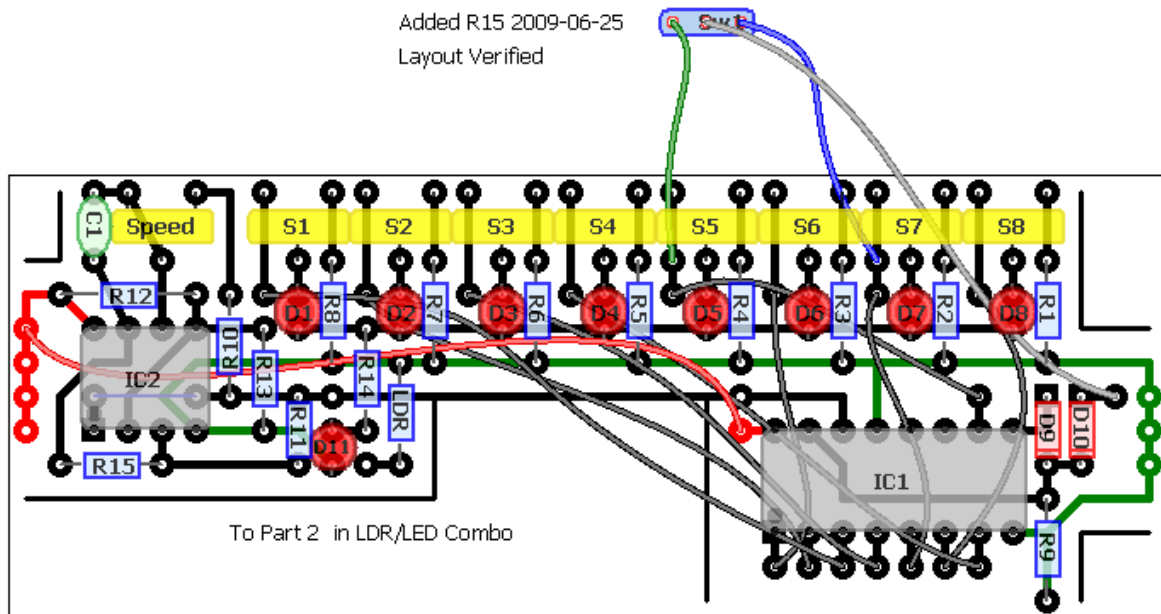 Added R15 2009-06-25
Layout Verified
Sw1
C1
Speed
S1 S2 S3 S4 S5 S6 S7 S8
R12
R10
D1 R8 D2 R7 D3 R6 D4 R5 D5 R4 D6 R3 D7 R2 D8 R1
IC2
R13
R14
R11
LDR
D9
D10
D11
R15
IC1
R9
To Part 2 in LDR/LED Combo